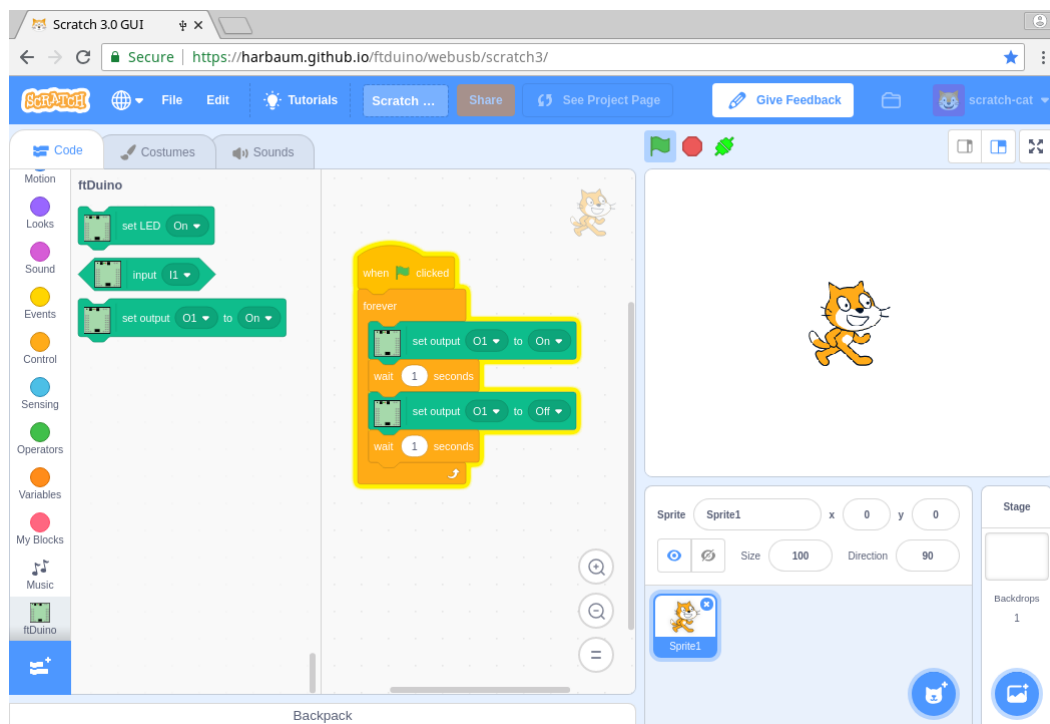 Scratch 3.0 GUI
Secure | https://harbaum.github.io/ftduino/webusb/scratch3/
SCRATCH File Edit Tutorials Scratch ... Share See Project Page Give Feedback scratch-cat
Code Costumes Sounds
Motion
Looks
Sound
Events
Control
Sensing
Operators
Variables
My Blocks
Music
ftDuino
ftDuino
set LED On
input I1
set output O1 to On
when clicked
forever
set output O1 to On
wait 1 seconds
set output O1 to Off
wait 1 seconds
Sprite Sprite1 x 0 y 0
Size 100 Direction 90
Sprite1
Stage
Backdrops
1
Backpack